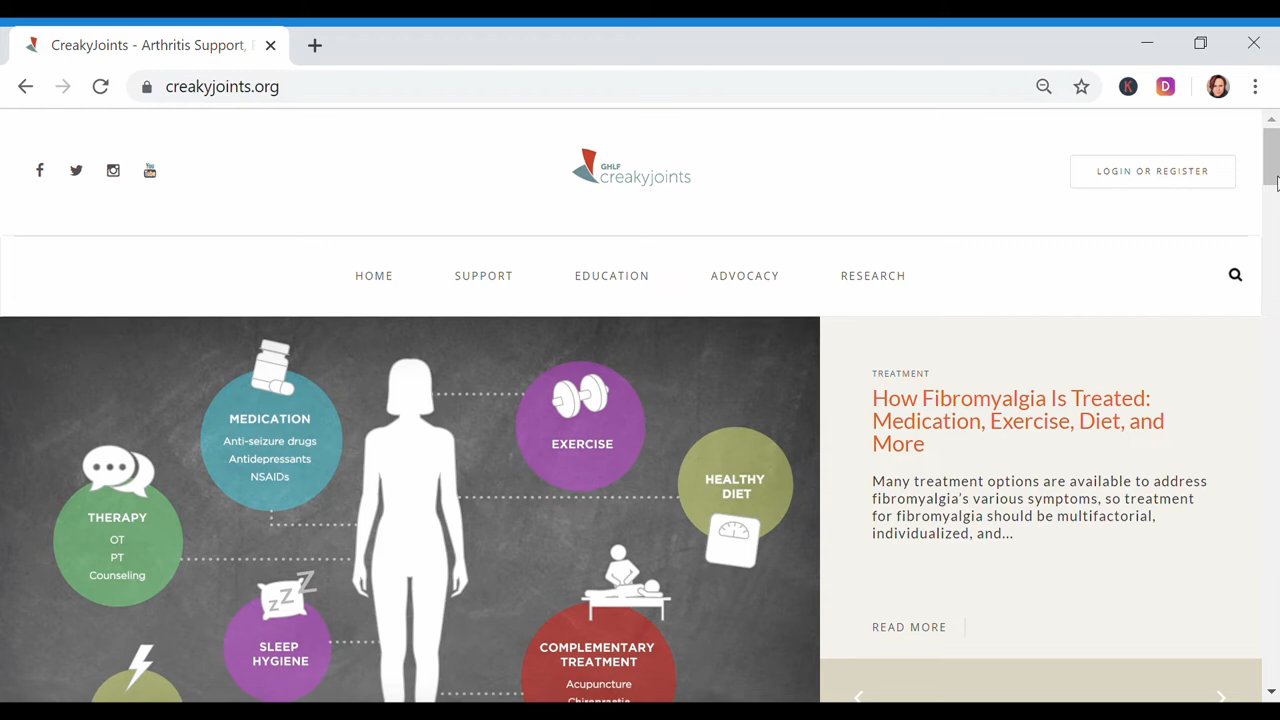 CreakyJoints - Arthritis Support,
creakyjoints.org
K
D
You
Tube
GHLF
creakyjoints
LOGIN OR REGISTER
HOME
SUPPORT
EDUCATION
ADVOCACY
RESEARCH
MEDICATION
Anti-seizure drugs
Antidepressants
NSAIDs
EXERCISE
HEALTHY
DIET
THERAPY
OT
PT
Counseling
zZZ
SLEEP
HYGIENE
COMPLEMENTARY
TREATMENT
Acupuncture
TREATMENT
How Fibromyalgia Is Treated:
Medication, Exercise, Diet, and
More
Many treatment options are available to address
fibromyalgia's various symptoms, so treatment
for fibromyalgia should be multifactorial,
individualized, and...
READ MORE